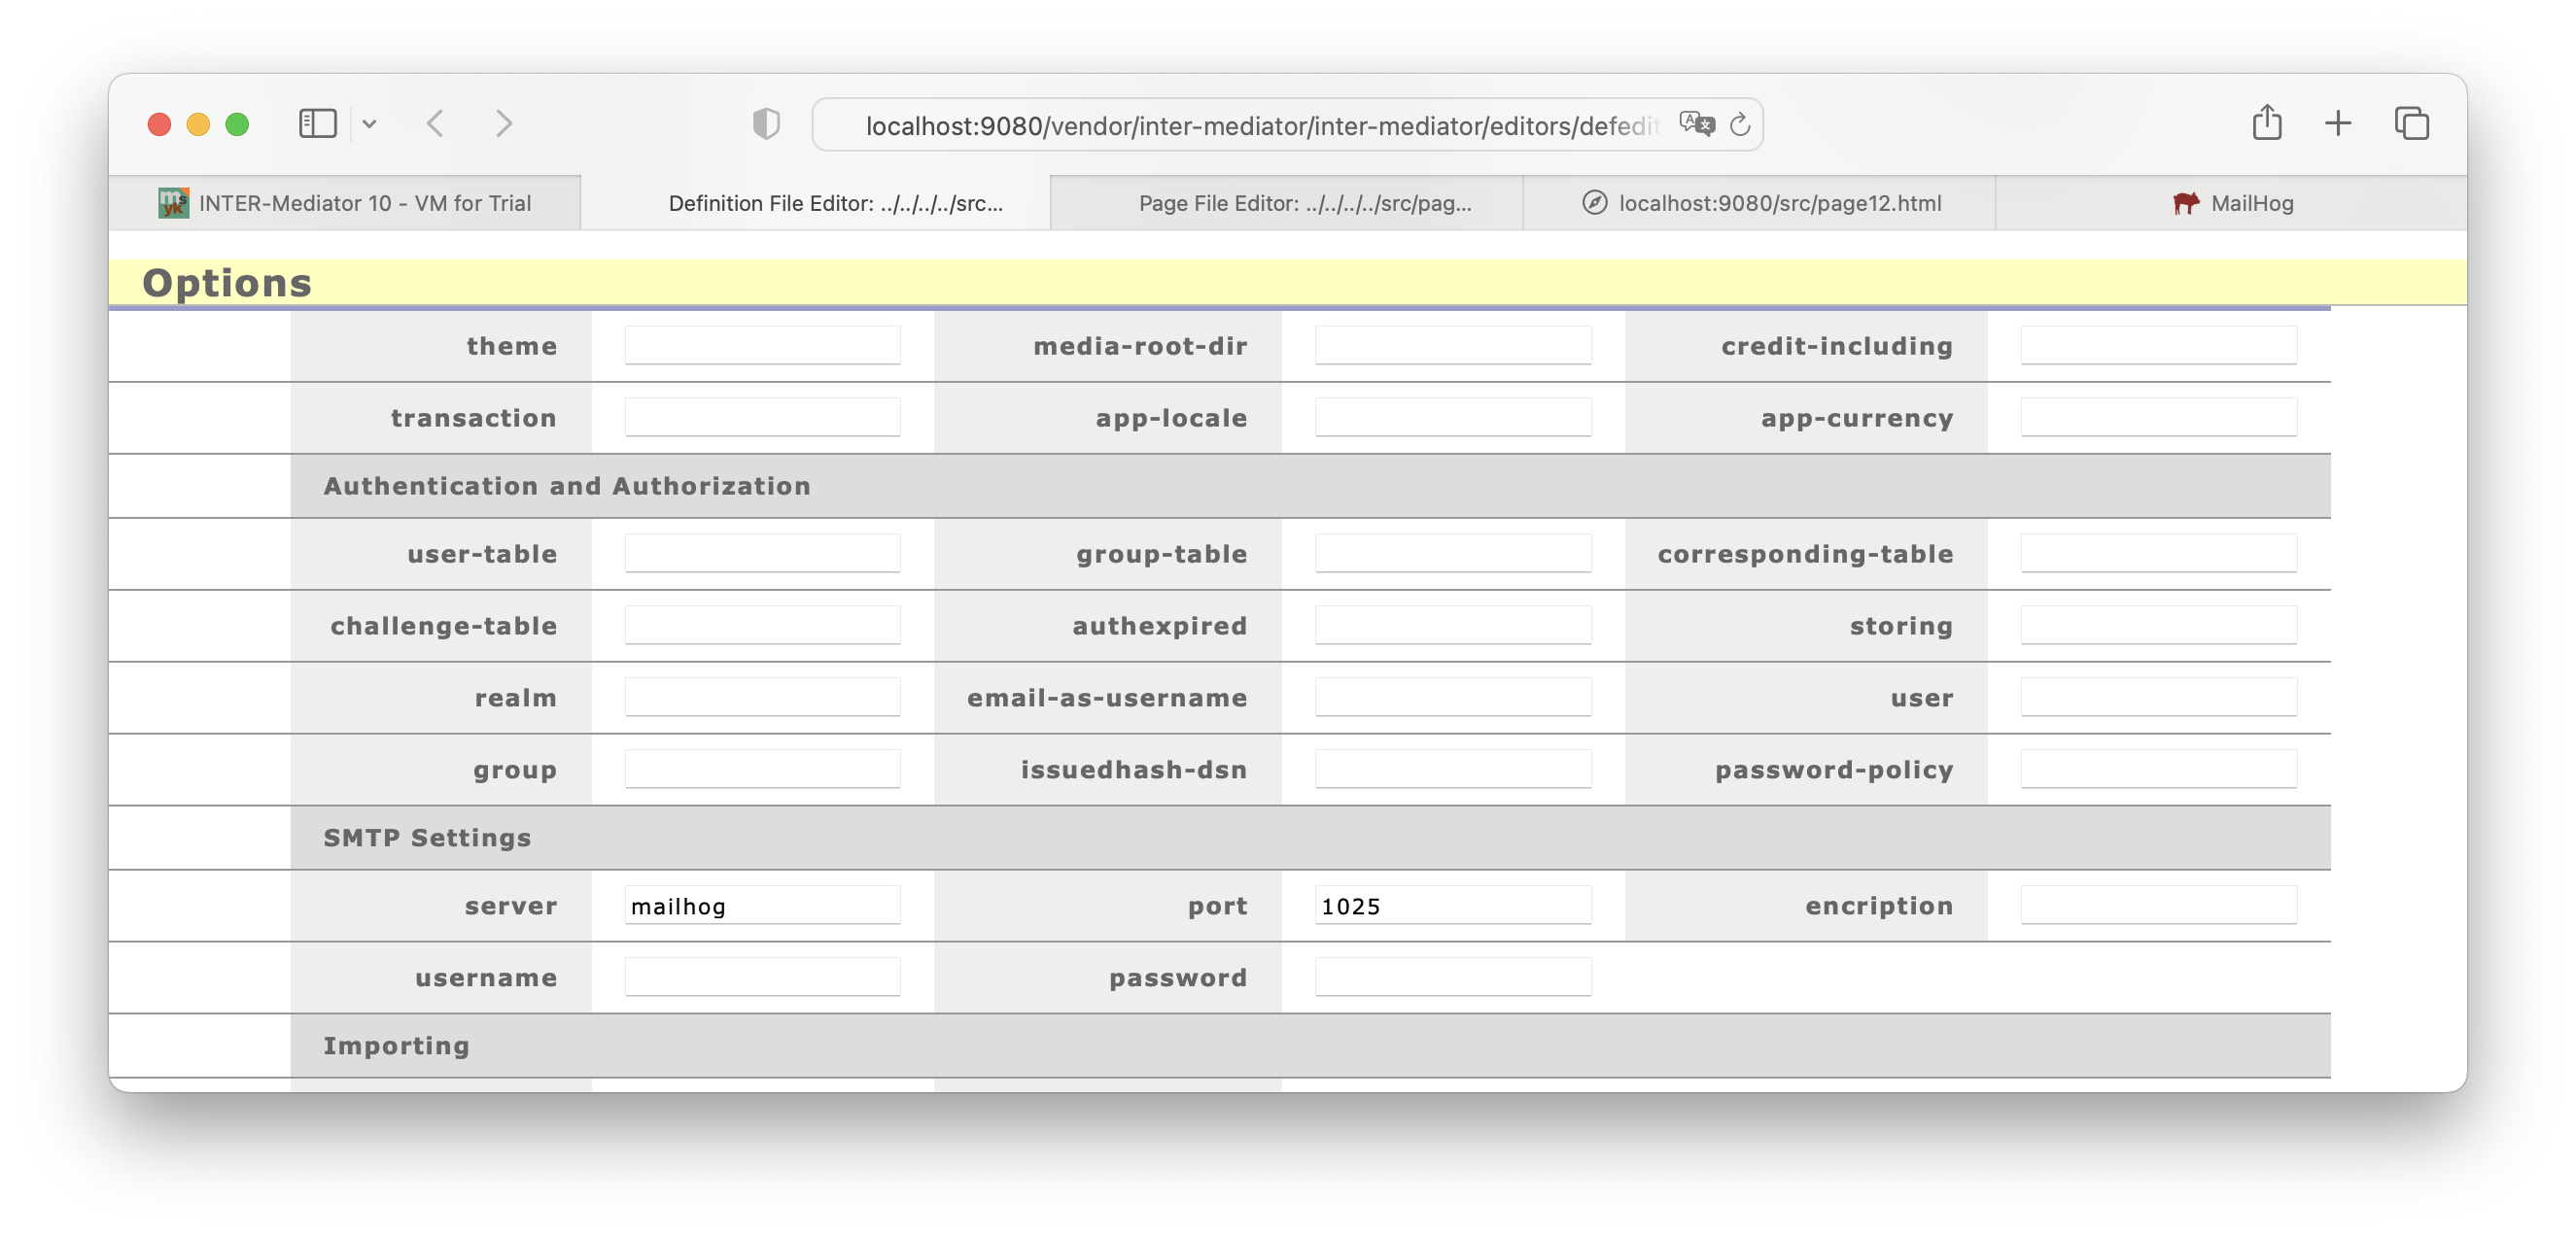 localhost:9080/vendor/inter-mediator/inter-mediator/editors/defedit
INTER-Mediator 10 - VM for Trial
Definition File Editor: ../../../../src...
Page File Editor: ../../../../src/pag...
localhost:9080/src/page12.html
MailHog
Options
theme media-root-dir credit-including
transaction app-locale app-currency
Authentication and Authorization
user-table group-table corresponding-table
challenge-table authexpired storing
realm email-as-username user
group issuedhash-dsn password-policy
SMTP Settings
server mailhog port 1025 encription
username password
Importing